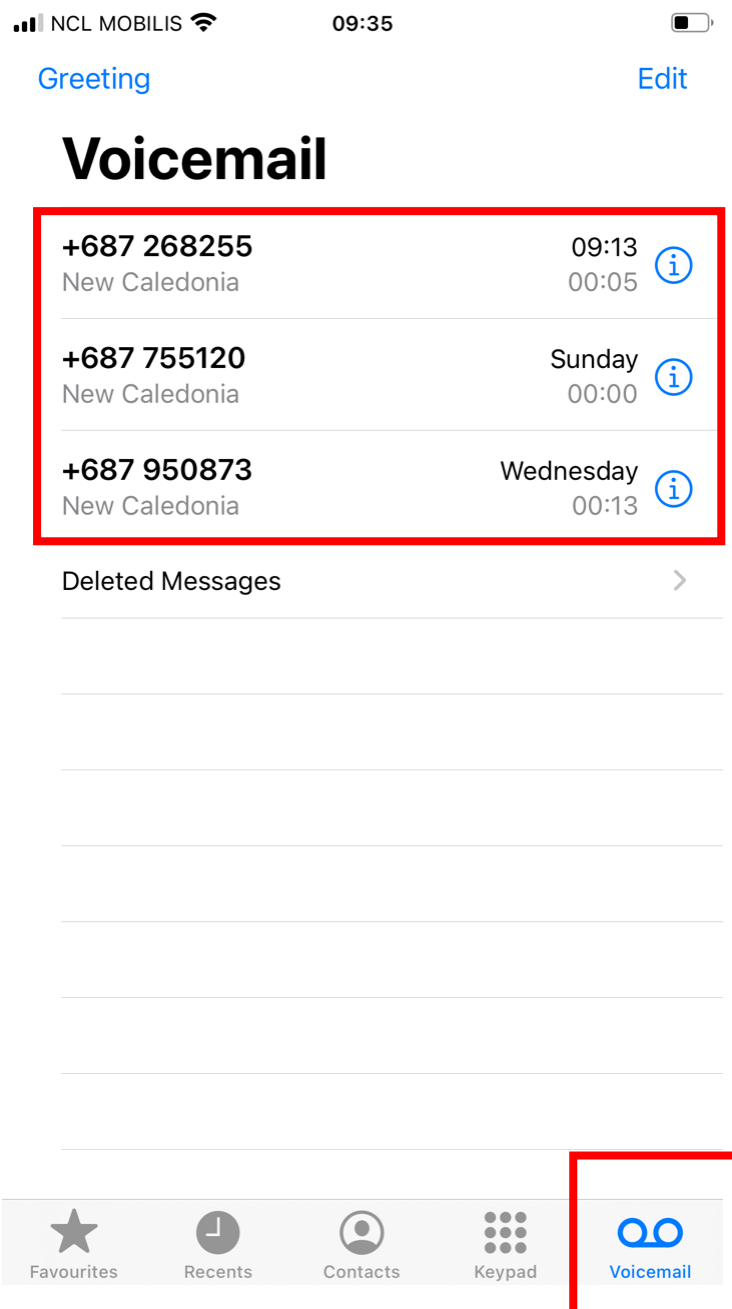 NCL MOBILIS 09:35
Greeting Edit
Voicemail
+687 268255 09:13
New Caledonia 00:05
+687 755120 Sunday
New Caledonia 00:00
+687 950873 Wednesday
New Caledonia 00:13
Deleted Messages
Favourites Recents Contacts Keypad Voicemail